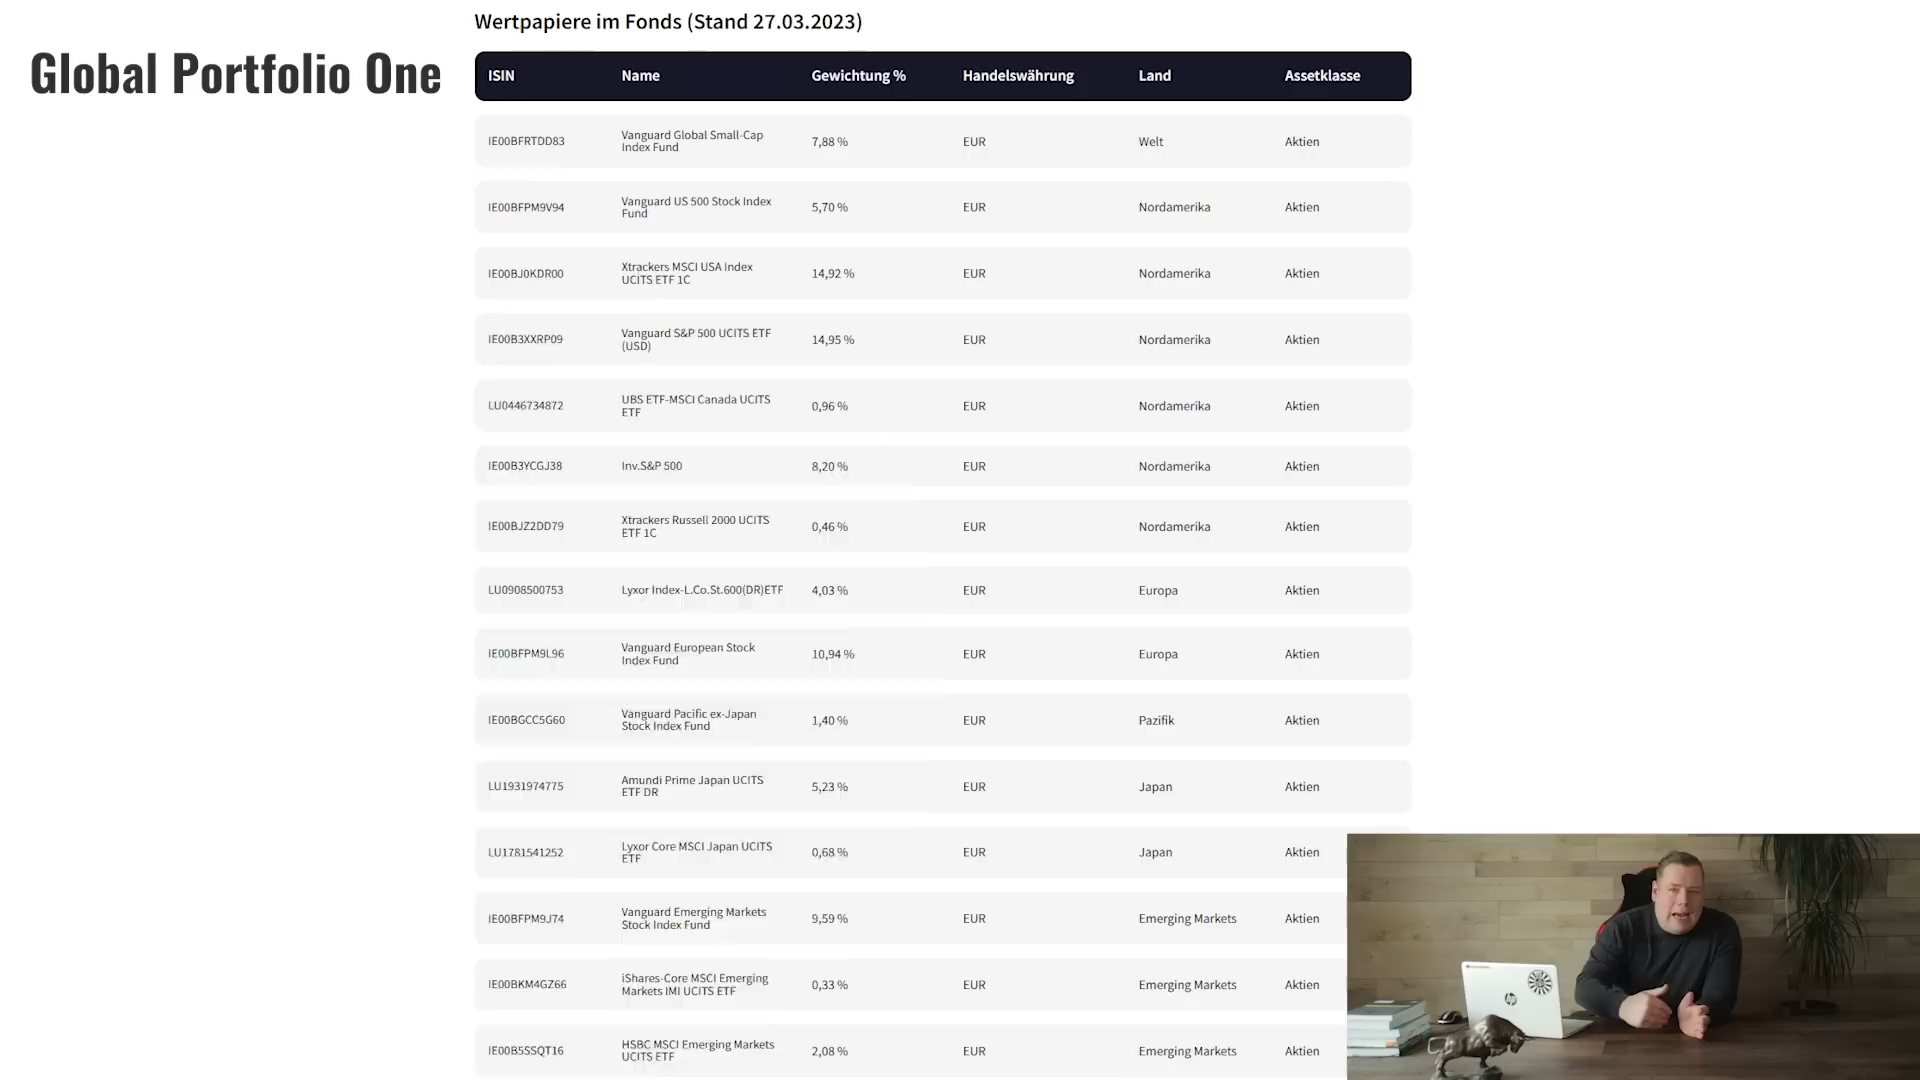 Wertpapiere im Fonds (Stand 27.03.2023)
Global Portfolio One
ISIN Name Gewichtung % Handelswährung Land Assetklasse
IE00BFRTDD83 Vanguard Global Small-Cap Index Fund 7,88 % EUR Welt Aktien
IE00BFPM9V94 Vanguard US 500 Stock Index Fund 5,70 % EUR Nordamerika Aktien
IE00BJ0KDR00 Xtrackers MSCI USA Index UCITS ETF 1C 14,92 % EUR Nordamerika Aktien
IE00B3XXRP09 Vanguard S&P 500 UCITS ETF (USD) 14,95 % EUR Nordamerika Aktien
LU0446734872 UBS ETF-MSCI Canada UCITS ETF 0,96 % EUR Nordamerika Aktien
IE00B3YCGJ38 Inv.S&P 500 8,20 % EUR Nordamerika Aktien
IE00BJZ2DD79 Xtrackers Russell 2000 UCITS ETF 1C 0,46 % EUR Nordamerika Aktien
LU0908500753 Lyxor Index-L.Co.St.600(DR)ETF 4,03 % EUR Europa Aktien
IE00BFPM9L96 Vanguard European Stock Index Fund 10,94 % EUR Europa Aktien
IE00BGCC5G60 Vanguard Pacific ex-Japan Stock Index Fund 1,40 % EUR Pazifik Aktien
LU1931974775 Amundi Prime Japan UCITS ETF DR 5,23 % EUR Japan Aktien
LU1781541252 Lyxor Core MSCI Japan UCITS ETF 0,68 % EUR Japan Aktien
IE00BFPM9J74 Vanguard Emerging Markets Stock Index Fund 9,59 % EUR Emerging Markets Aktien
IE00BKM4GZ66 iShares-Core MSCI Emerging Markets IMI UCITS ETF 0,33 % EUR Emerging Markets Aktien
IE00B5SSQT16 HSBC MSCI Emerging Markets UCITS ETF 2,08 % EUR Emerging Markets Aktien
hp